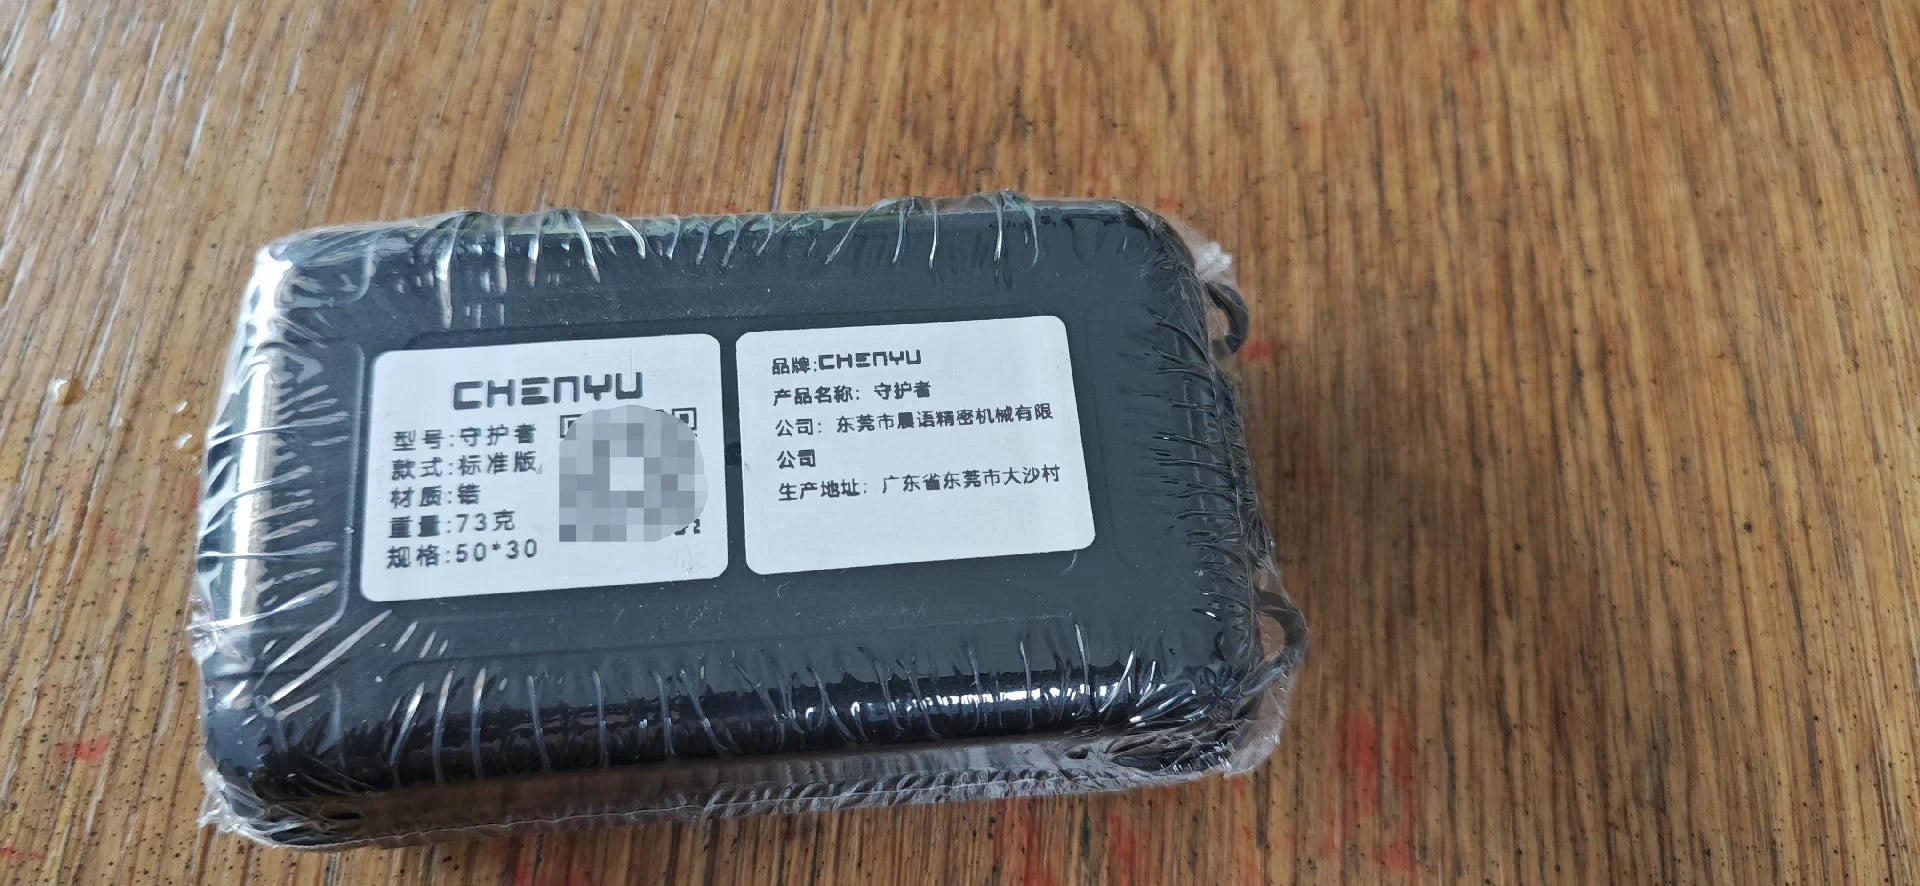 CHENYU
型号:守护者
款式:标准版
材质:锆
重量:73克
规格:50*30
品牌:CHENYU
产品名称：守护者
公司：东莞市晨语精密机械有限
公司
生产地址：广东省东莞市大沙村